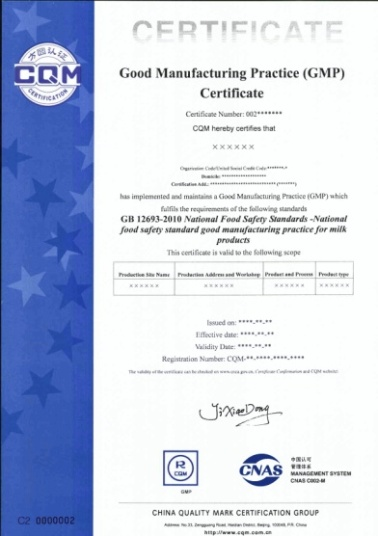 CERTIFICATE
方圆认证
CQM
CERTIFICATION
Good Manufacturing Practice (GMP)
Certificate
Certificate Number: 002*******
CQM hereby certifies that
××××××
Organization Code/United Social Credit Code:*******-*
Domicile: ******************
Certification Add.: **************************** (*******)
has implemented and maintains a Good Manufacturing Practice (GMP) which
fulfils the requirements of the following standards
GB 12693-2010 National Food Safety Standards -National
food safety standard good manufacturing practice for milk
products
This certificate is valid to the following scope
Production Site Name Production Address and Workshop Product and Process Product type
×××××× ×××××× ×××××× ××××××
Issued on: ****-**-**
Effective date: ****-**-**
Validity Date: ****-**-**
Registration Number: CQM-**-****-****-****
The validity of the certificate can be checked on www.cnca.gov.cn, Certificate Confirmation and CQM website
JiXiaoDong
R
CQM
GMP
CNAS
中国认可
管理体系
MANAGEMENT SYSTEM
CNAS C002-M
C2 0000002
CHINA QUALITY MARK CERTIFICATION GROUP
Address: No.33, Zengguang Road, Haidian District, Beijing, 100048, P.R. China
http://www.cqm.com.cn